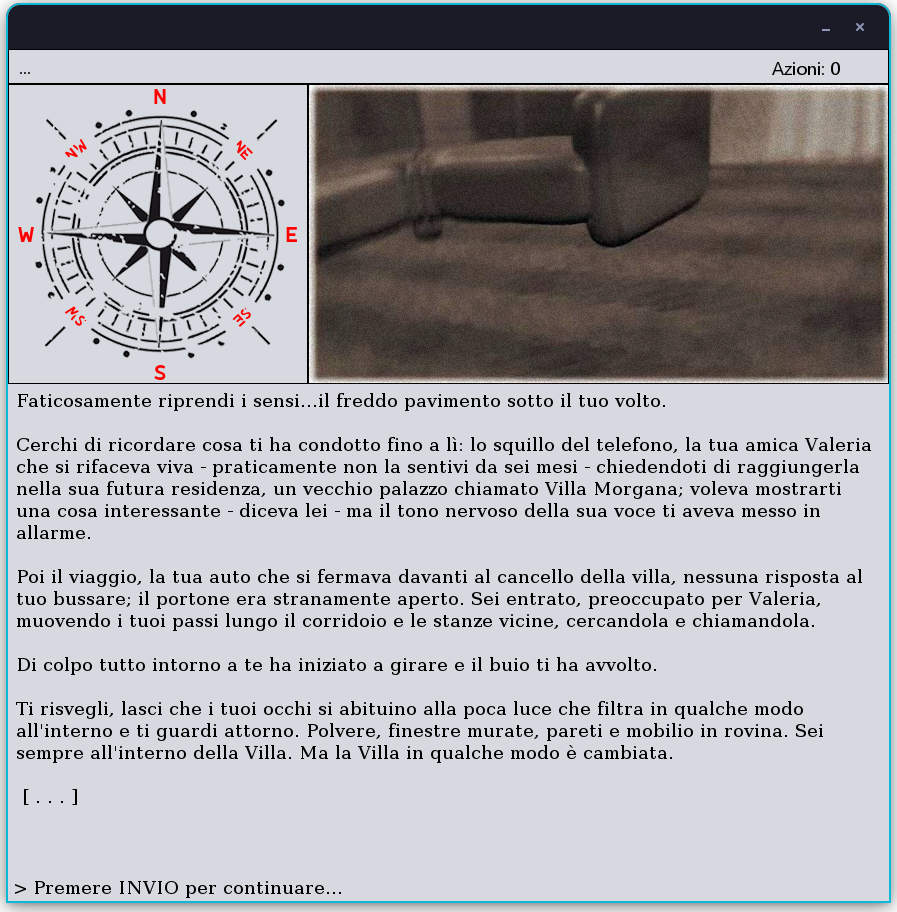 ...
Azioni: 0
N
NW
NE
W
E
SW
SE
S
Faticosamente riprendi i sensi...il freddo pavimento sotto il tuo volto.
Cerchi di ricordare cosa ti ha condotto fino a lì: lo squillo del telefono, la tua amica Valeria
che si rifaceva viva - praticamente non la sentivi da sei mesi - chiedendoti di raggiungerla
nella sua futura residenza, un vecchio palazzo chiamato Villa Morgana; voleva mostrarti
una cosa interessante - diceva lei - ma il tono nervoso della sua voce ti aveva messo in
allarme.
Poi il viaggio, la tua auto che si fermava davanti al cancello della villa, nessuna risposta al
tuo bussare; il portone era stranamente aperto. Sei entrato, preoccupato per Valeria,
muovendo i tuoi passi lungo il corridoio e le stanze vicine, cercandola e chiamandola.
Di colpo tutto intorno a te ha iniziato a girare e il buio ti ha avvolto.
Ti risvegli, lasci che i tuoi occhi si abituino alla poca luce che filtra in qualche modo
all'interno e ti guardi attorno. Polvere, finestre murate, pareti e mobilio in rovina. Sei
sempre all'interno della Villa. Ma la Villa in qualche modo è cambiata.
[ . . . ]
> Premere INVIO per continuare...